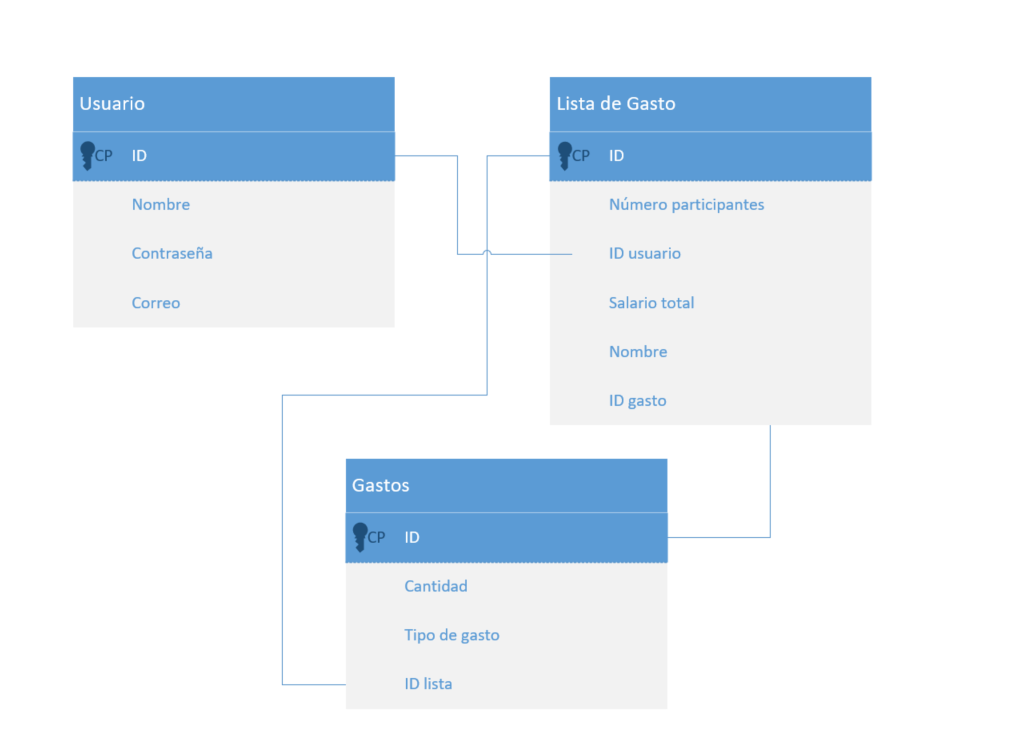 Usuario
CP ID
Nombre
Contraseña
Correo
Lista de Gasto
CP ID
Número participantes
ID usuario
Salario total
Nombre
ID gasto
Gastos
CP ID
Cantidad
Tipo de gasto
ID lista